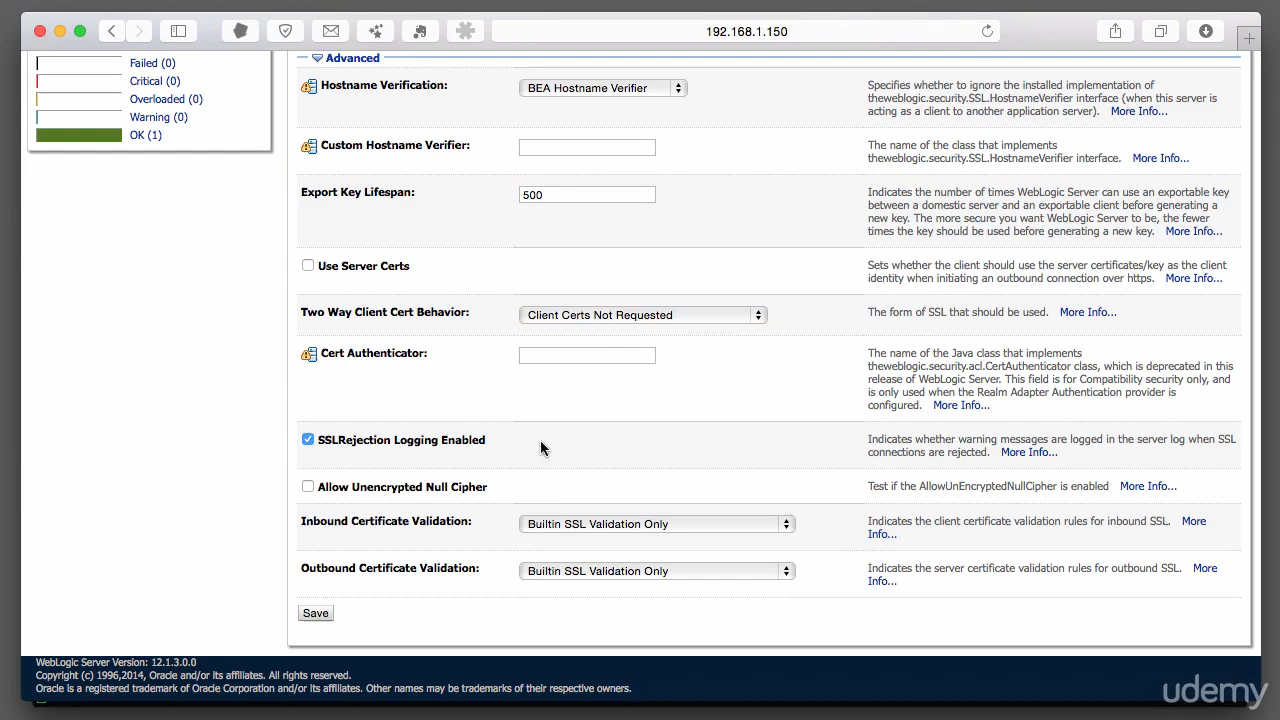 192.168.1.150
Failed (0)
Critical (0)
Overloaded (0)
Warning (0)
OK (1)
Advanced
Hostname Verification:
BEA Hostname Verifier
Specifies whether to ignore the installed implementation of
theweblogic.security.SSL.HostnameVerifier interface (when this server is
acting as a client to another application server). More Info...
Custom Hostname Verifier:
The name of the class that implements
theweblogic.security.SSL.HostnameVerifier interface. More Info...
Export Key Lifespan:
500
Indicates the number of times WebLogic Server can use an exportable key
between a domestic server and an exportable client before generating a
new key. The more secure you want WebLogic Server to be, the fewer
times the key should be used before generating a new key. More Info...
Use Server Certs
Sets whether the client should use the server certificates/key as the client
identity when initiating an outbound connection over https. More Info...
Two Way Client Cert Behavior:
Client Certs Not Requested
The form of SSL that should be used. More Info...
Cert Authenticator:
The name of the Java class that implements
theweblogic.security.acl.CertAuthenticator class, which is deprecated in this
release of WebLogic Server. This field is for Compatibility security only, and
is only used when the Realm Adapter Authentication provider is
configured. More Info...
SSLRejection Logging Enabled
Indicates whether warning messages are logged in the server log when SSL
connections are rejected. More Info...
Allow Unencrypted Null Cipher
Test if the AllowUnEncryptedNullCipher is enabled More Info...
Inbound Certificate Validation:
Builtin SSL Validation Only
Indicates the client certificate validation rules for inbound SSL. More
Info...
Outbound Certificate Validation:
Builtin SSL Validation Only
Indicates the server certificate validation rules for outbound SSL. More
Info...
Save
WebLogic Server Version: 12.1.3.0.0
Copyright (c) 1996,2014, Oracle and/or its affiliates. All rights reserved.
Oracle is a registered trademark of Oracle Corporation and/or its affiliates. Other names may be trademarks of their respective owners.
udemy